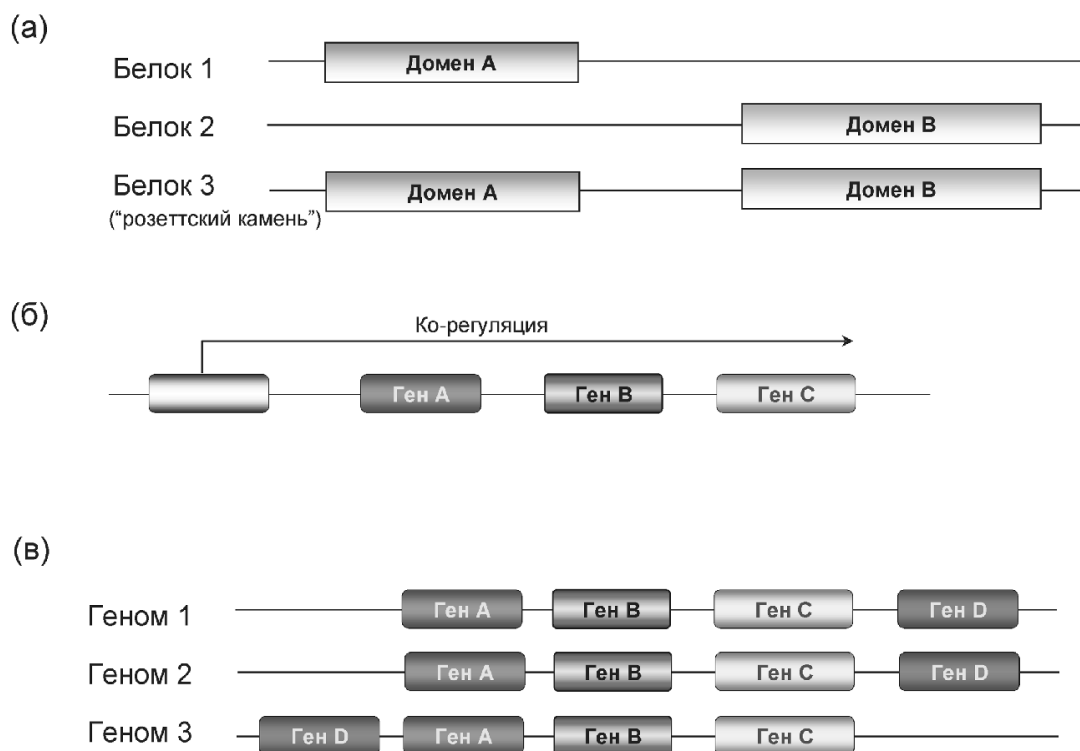 (а)
Белок 1 Домен А
Белок 2 Домен В
Белок 3 Домен А Домен В
("розеттский камень")
(б)
Ко-регуляция
Ген А Ген В Ген С
(в)
Геном 1 Ген А Ген В Ген С Ген D
Геном 2 Ген А Ген В Ген С Ген D
Геном 3 Ген D Ген А Ген В Ген С